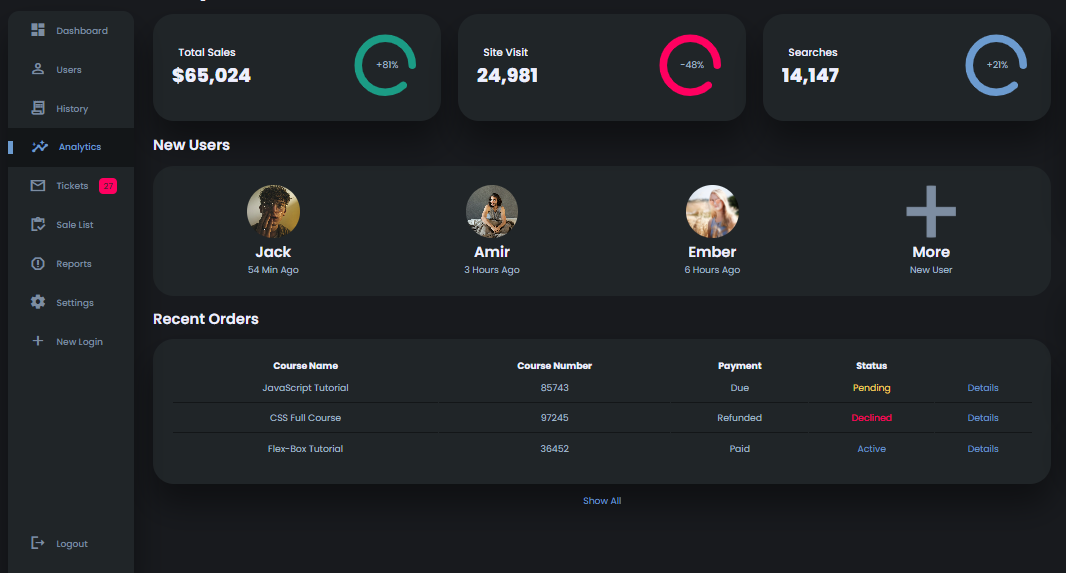 Dashboard
Users
History
Analytics
Tickets 27
Sale List
Reports
Settings
New Login
Logout
Total Sales
$65,024
+81%
Site Visit
24,981
-48%
Searches
14,147
+21%
New Users
Jack
54 Min Ago
Amir
3 Hours Ago
Ember
6 Hours Ago
More
New User
Recent Orders
Course Name Course Number Payment Status
JavaScript Tutorial 85743 Due Pending Details
CSS Full Course 97245 Refunded Declined Details
Flex-Box Tutorial 36452 Paid Active Details
Show All